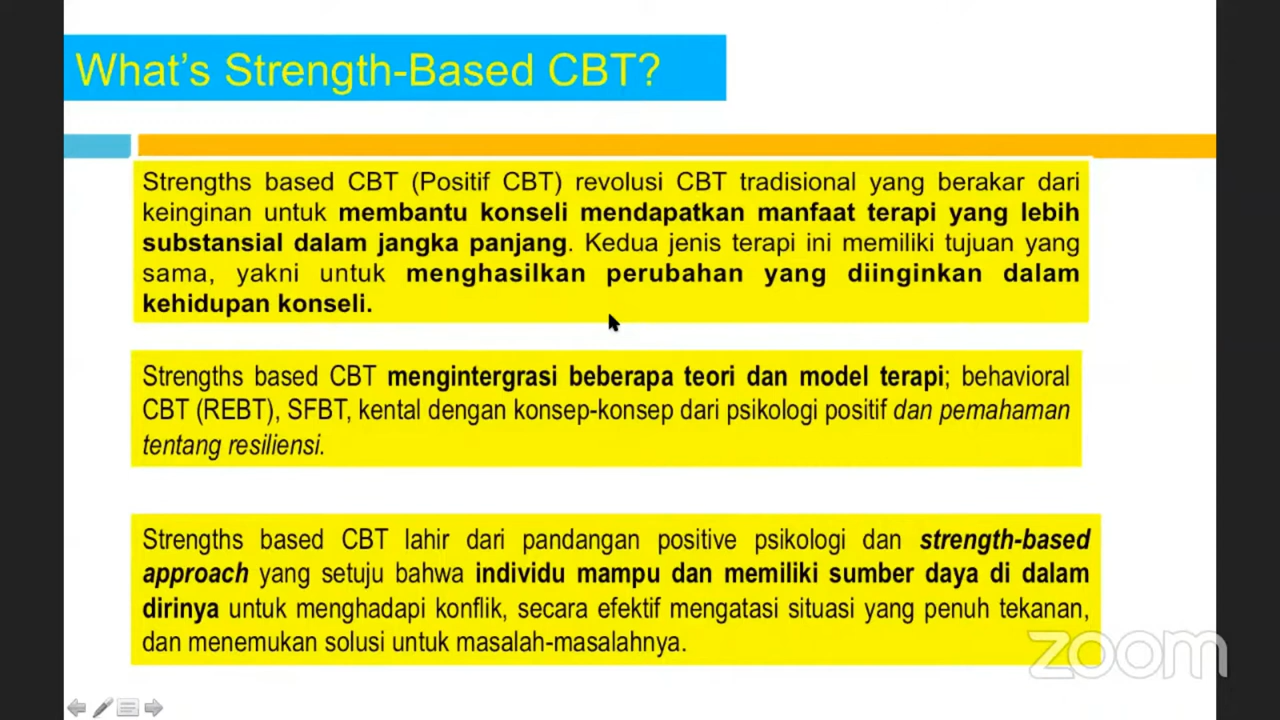 What's Strength-Based CBT?
Strengths based CBT (Positif CBT) revolusi CBT tradisional yang berakar dari
keinginan untuk membantu konseli mendapatkan manfaat terapi yang lebih
substansial dalam jangka panjang. Kedua jenis terapi ini memiliki tujuan yang
sama, yakni untuk menghasilkan perubahan yang diinginkan dalam
kehidupan konseli.
Strengths based CBT mengintergrasi beberapa teori dan model terapi; behavioral
CBT (REBT), SFBT, kental dengan konsep-konsep dari psikologi positif dan pemahaman
tentang resiliensi.
Strengths based CBT lahir dari pandangan positive psikologi dan strength-based
approach yang setuju bahwa individu mampu dan memiliki sumber daya di dalam
dirinya untuk menghadapi konflik, secara efektif mengatasi situasi yang penuh tekanan,
dan menemukan solusi untuk masalah-masalahnya.
zoom